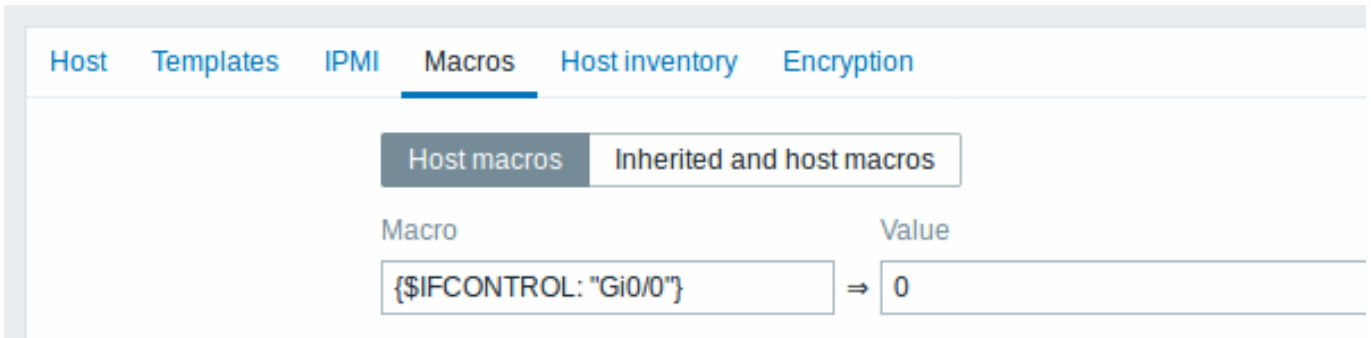 Host Templates IPMI Macros Host inventory Encryption
Host macros Inherited and host macros
Macro Value
{$IFCONTROL: "Gi0/0"} ⇒ 0